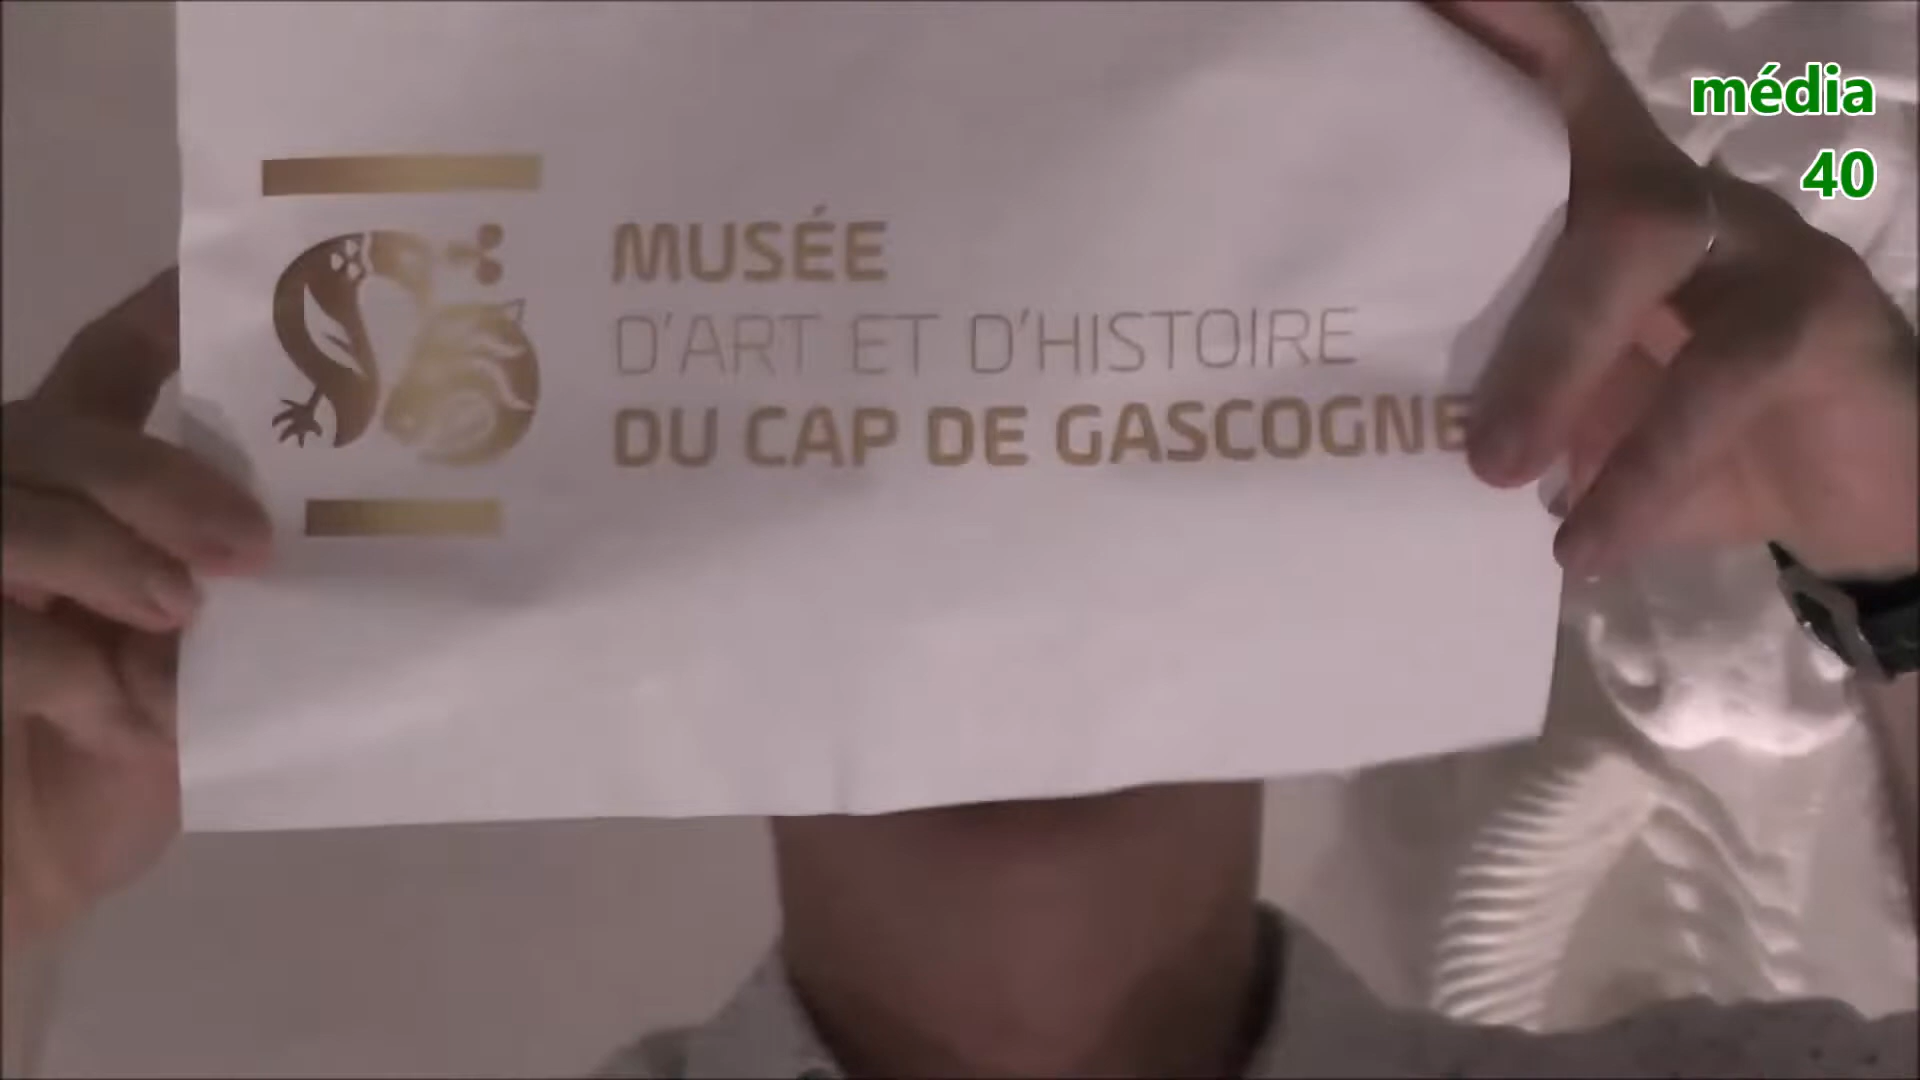 média
40
MUSÉE
D'ART ET D'HISTOIRE
DU CAP DE GASCOGNE